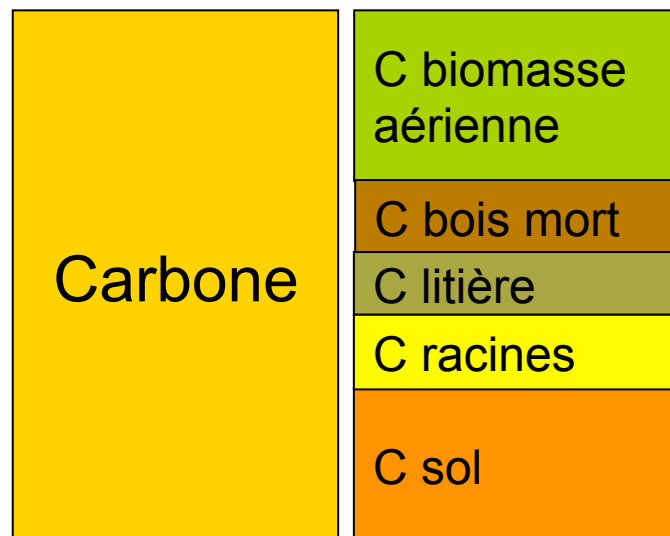 Carbone
C biomasse
aérienne
C bois mort
C litière
C racines
C sol